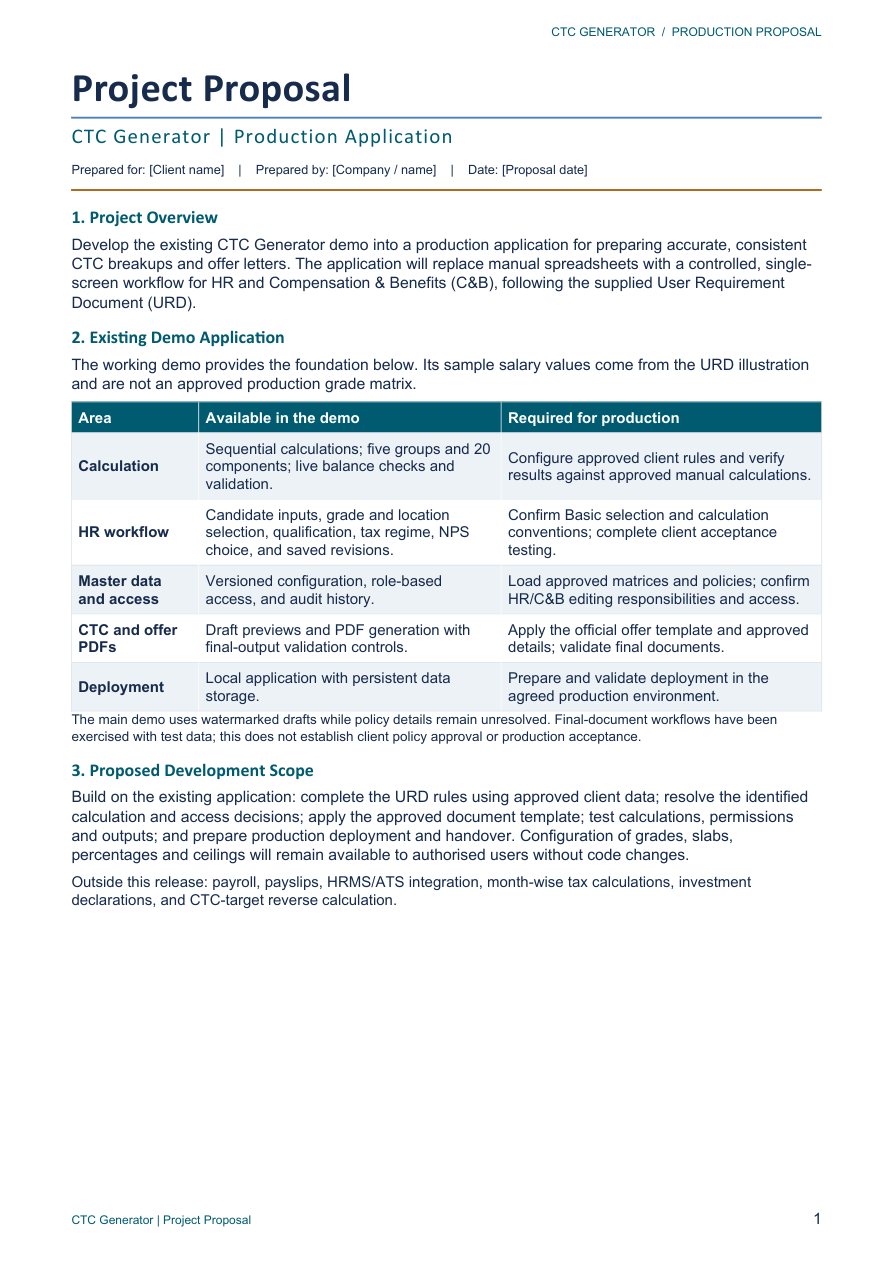 CTC GENERATOR / PRODUCTION PROPOSAL
Project Proposal
CTC Generator | Production Application
Prepared for: [Client name] | Prepared by: [Company / name] | Date: [Proposal date]
1. Project Overview
Develop the existing CTC Generator demo into a production application for preparing accurate, consistent
CTC breakups and offer letters. The application will replace manual spreadsheets with a controlled, single-
screen workflow for HR and Compensation & Benefits (C&B), following the supplied User Requirement
Document (URD).
2. Existing Demo Application
The working demo provides the foundation below. Its sample salary values come from the URD illustration
and are not an approved production grade matrix.
Area
Available in the demo
Required for production
Calculation
Sequential calculations; five groups and 20
components; live balance checks and
validation.
Configure approved client rules and verify
results against approved manual calculations.
HR workflow
Candidate inputs, grade and location
selection, qualification, tax regime, NPS
choice, and saved revisions.
Confirm Basic selection and calculation
conventions; complete client acceptance
testing.
Master data
and access
Versioned configuration, role-based
access, and audit history.
Load approved matrices and policies; confirm
HR/C&B editing responsibilities and access.
CTC and offer
PDFs
Draft previews and PDF generation with
final-output validation controls.
Apply the official offer template and approved
details; validate final documents.
Deployment
Local application with persistent data
storage.
Prepare and validate deployment in the
agreed production environment.
The main demo uses watermarked drafts while policy details remain unresolved. Final-document workflows have been
exercised with test data; this does not establish client policy approval or production acceptance.
3. Proposed Development Scope
Build on the existing application: complete the URD rules using approved client data; resolve the identified
calculation and access decisions; apply the approved document template; test calculations, permissions
and outputs; and prepare production deployment and handover. Configuration of grades, slabs,
percentages and ceilings will remain available to authorised users without code changes.
Outside this release: payroll, payslips, HRMS/ATS integration, month-wise tax calculations, investment
declarations, and CTC-target reverse calculation.
CTC Generator | Project Proposal
1